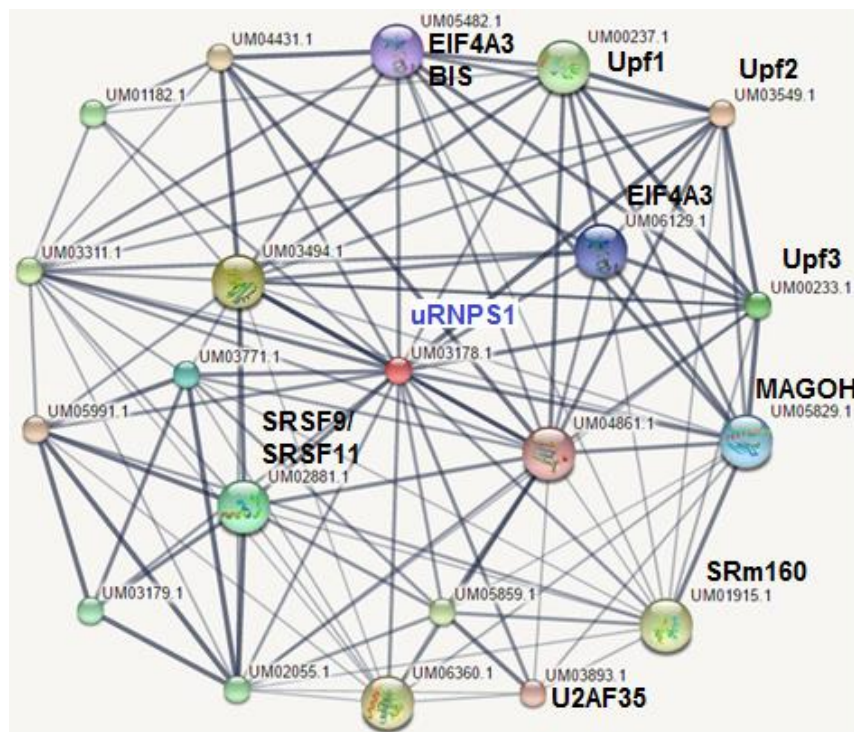 UM05482.1
EIF4A3
BIS
UM04431.1
UM00237.1
Upf1
Upf2
UM03549.1
UM01182.1
EIF4A3
UM06129.1
UM03311.1
UM03494.1
Upf3
UM00233.1
uRNPS1
UM03178.1
UM03771.1
MAGOH
UM05829.1
UM05991.1
SRSF9/
SRSF11
UM02881.1
UM04861.1
SRm160
UM01915.1
UM03179.1
UM05859.1
UM02055.1
UM06360.1
UM03893.1
U2AF35